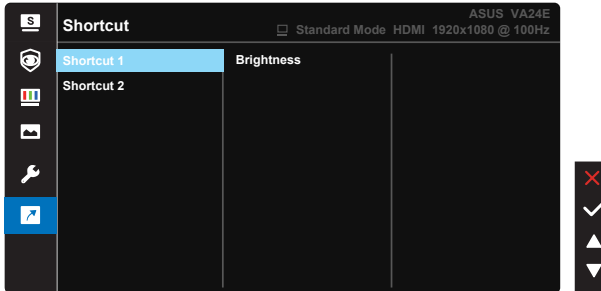 S
Shortcut
ASUS VA24E
Standard Mode HDMI 1920x1080 @ 100Hz
Shortcut 1
Brightness
Shortcut 2